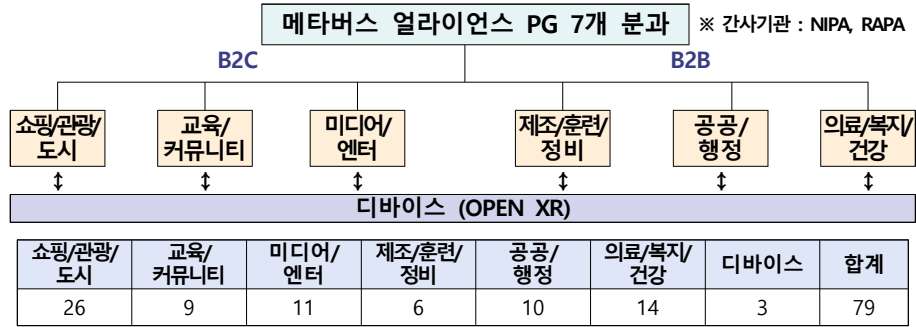 메타버스 얼라이언스 PG 7개 분과 ※ 간사기관 : NIPA, RAPA
B2C B2B
쇼핑/관광/ 교육/ 미디어/ 제조/훈련/ 공공/ 의료/복지/
도시 커뮤니티 엔터 정비 행정 건강
↕ ↕ ↕ ↕ ↕ ↕
디바이스 (OPEN XR)
쇼핑/관광/ 교육/ 미디어/ 제조/훈련/ 공공/ 의료/복지/
도시 커뮤니티 엔터 정비 행정 건강 디바이스 합계
26 9 11 6 10 14 3 79